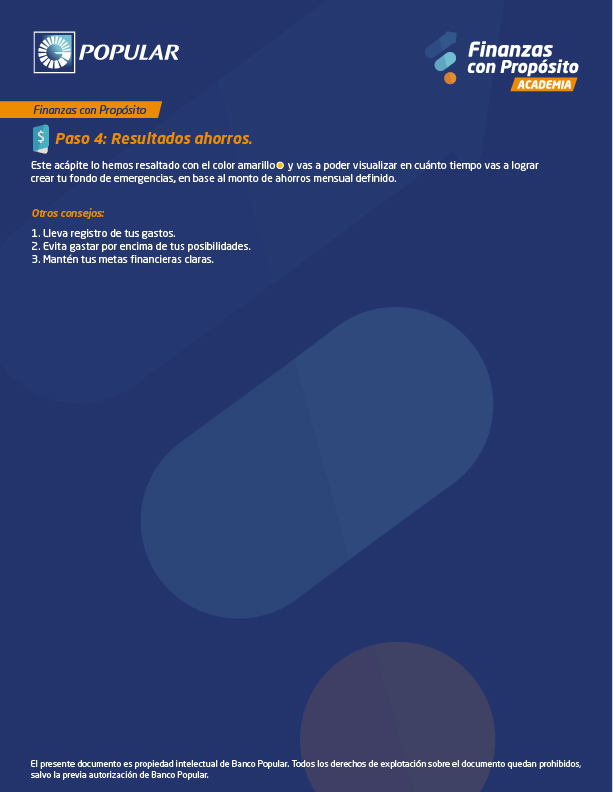 POPULAR
Finanzas
con Propósito
ACADEMIA
Finanzas con Propósito
$
Paso 4: Resultados ahorros.
Este acápite lo hemos resaltado con el color amarillo y vas a poder visualizar en cuánto tiempo vas a lograr
crear tu fondo de emergencias, en base al monto de ahorros mensual definido.
Otros consejos:
1. Lleva registro de tus gastos.
2. Evita gastar por encima de tus posibilidades.
3. Mantén tus metas financieras claras.
El presente documento es propiedad intelectual de Banco Popular. Todos los derechos de explotación sobre el documento quedan prohibidos,
salvo la previa autorización de Banco Popular.